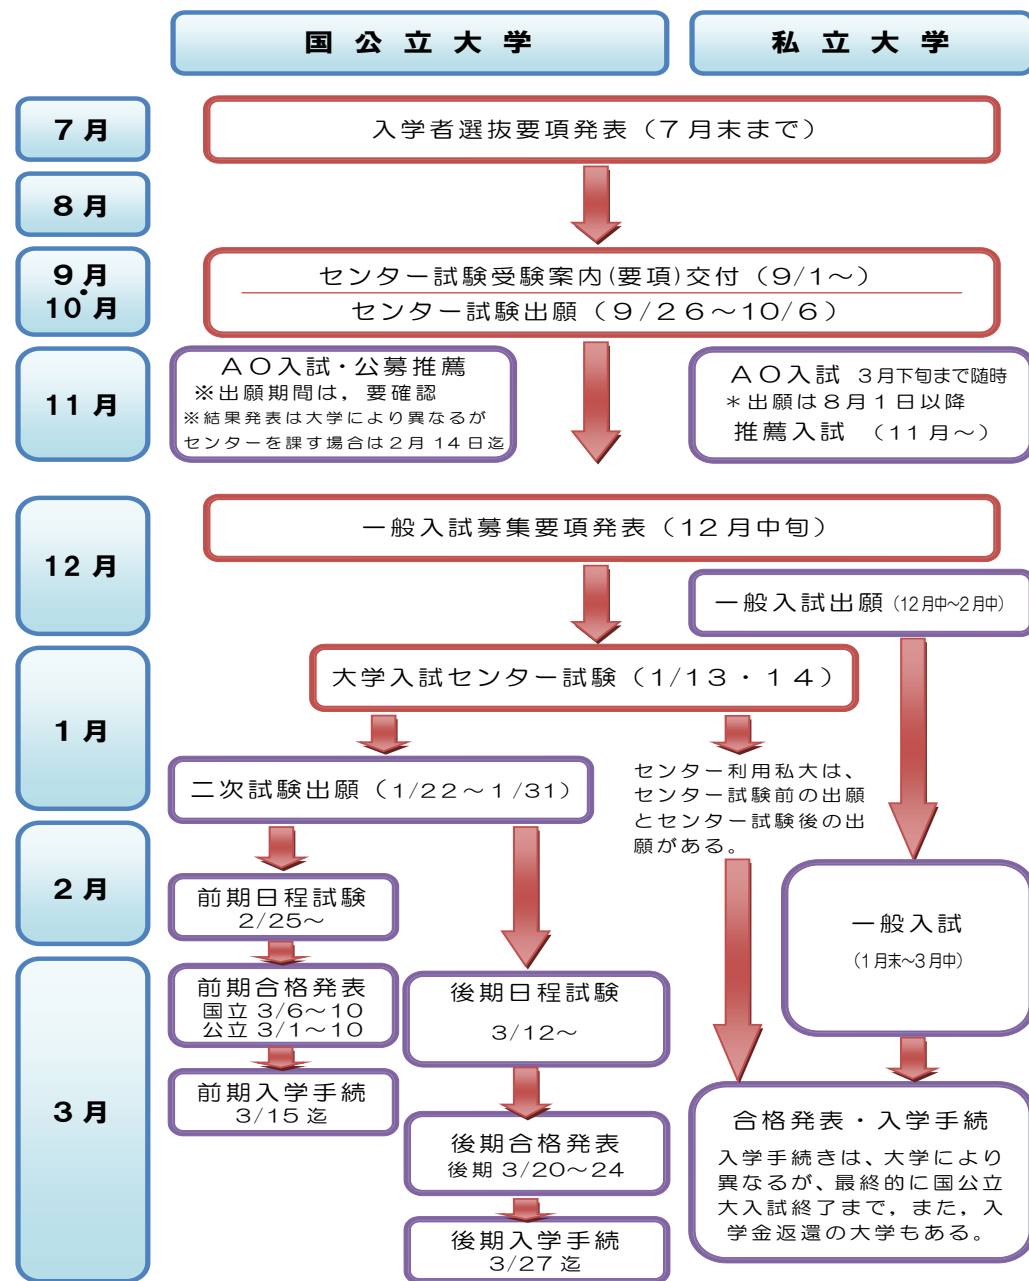 国公立大学
私立大学
7月
入学者選抜要項発表（７月末まで）
8月
9月
・
10月
センター試験受験案内(要項)交付（9/1～）
センター試験出願（9/26～10/6）
11月
ＡＯ入試・公募推薦
※出願期間は，要確認
※結果発表は大学により異なるが
センターを課す場合は２月14日迄
ＡＯ入試 ３月下旬まで随時
＊出願は８月１日以降
推薦入試 （11月～）
12月
一般入試募集要項発表（12月中旬）
一般入試出願（12月中~2月中）
1月
大学入試センター試験（1/13・14）
二次試験出願（1/22～1/31）
センター利用私大は、
センター試験前の出願
とセンター試験後の出
願がある。
2月
前期日程試験
2/25～
一般入試
（１月末～３月中）
3月
前期合格発表
国立 3/6～10
公立 3/1～10
後期日程試験
3/12～
前期入学手続
3/15 迄
後期合格発表
後期 3/20～24
後期入学手続
3/27 迄
合格発表・入学手続
入学手続きは、大学により
異なるが、最終的に国公立
大入試終了まで，また，入
学金返還の大学もある。